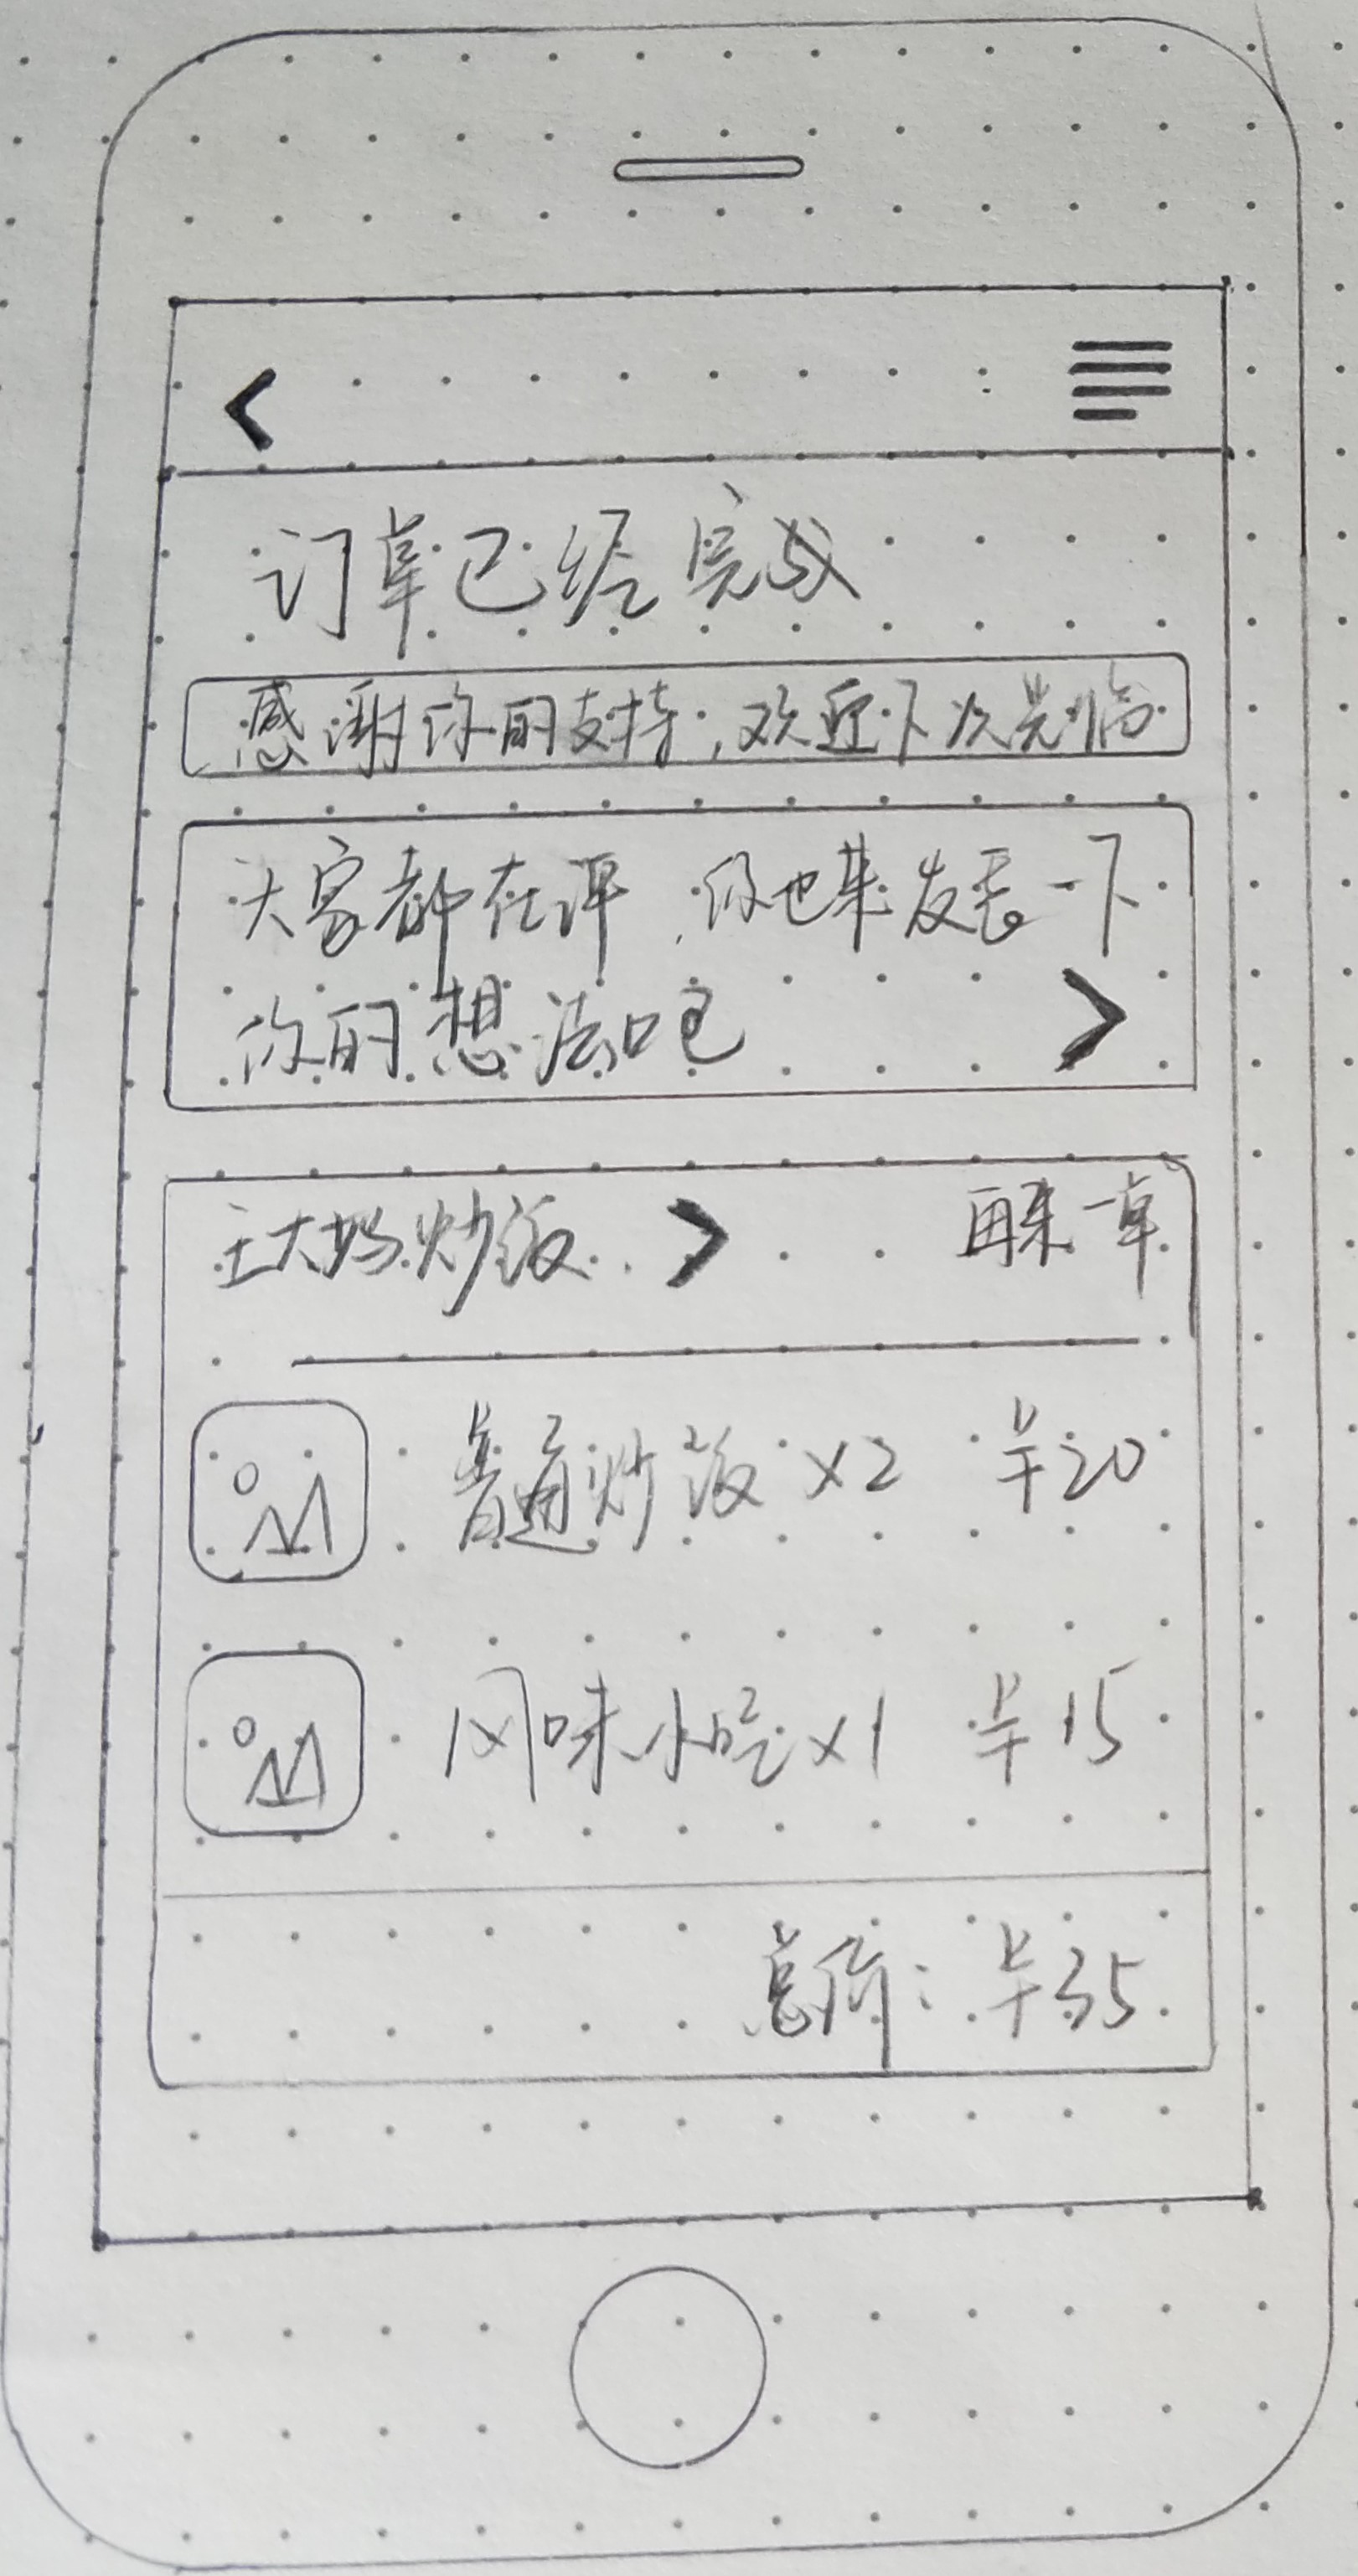 订单已经完成
感谢你的支持，欢迎下次光临
大家都在评，你也来发表一下
你的想法吧
王大妈炒饭 再来一单
普通炒饭 x2 ¥20
风味小吃 x1 ¥15
总价：¥35